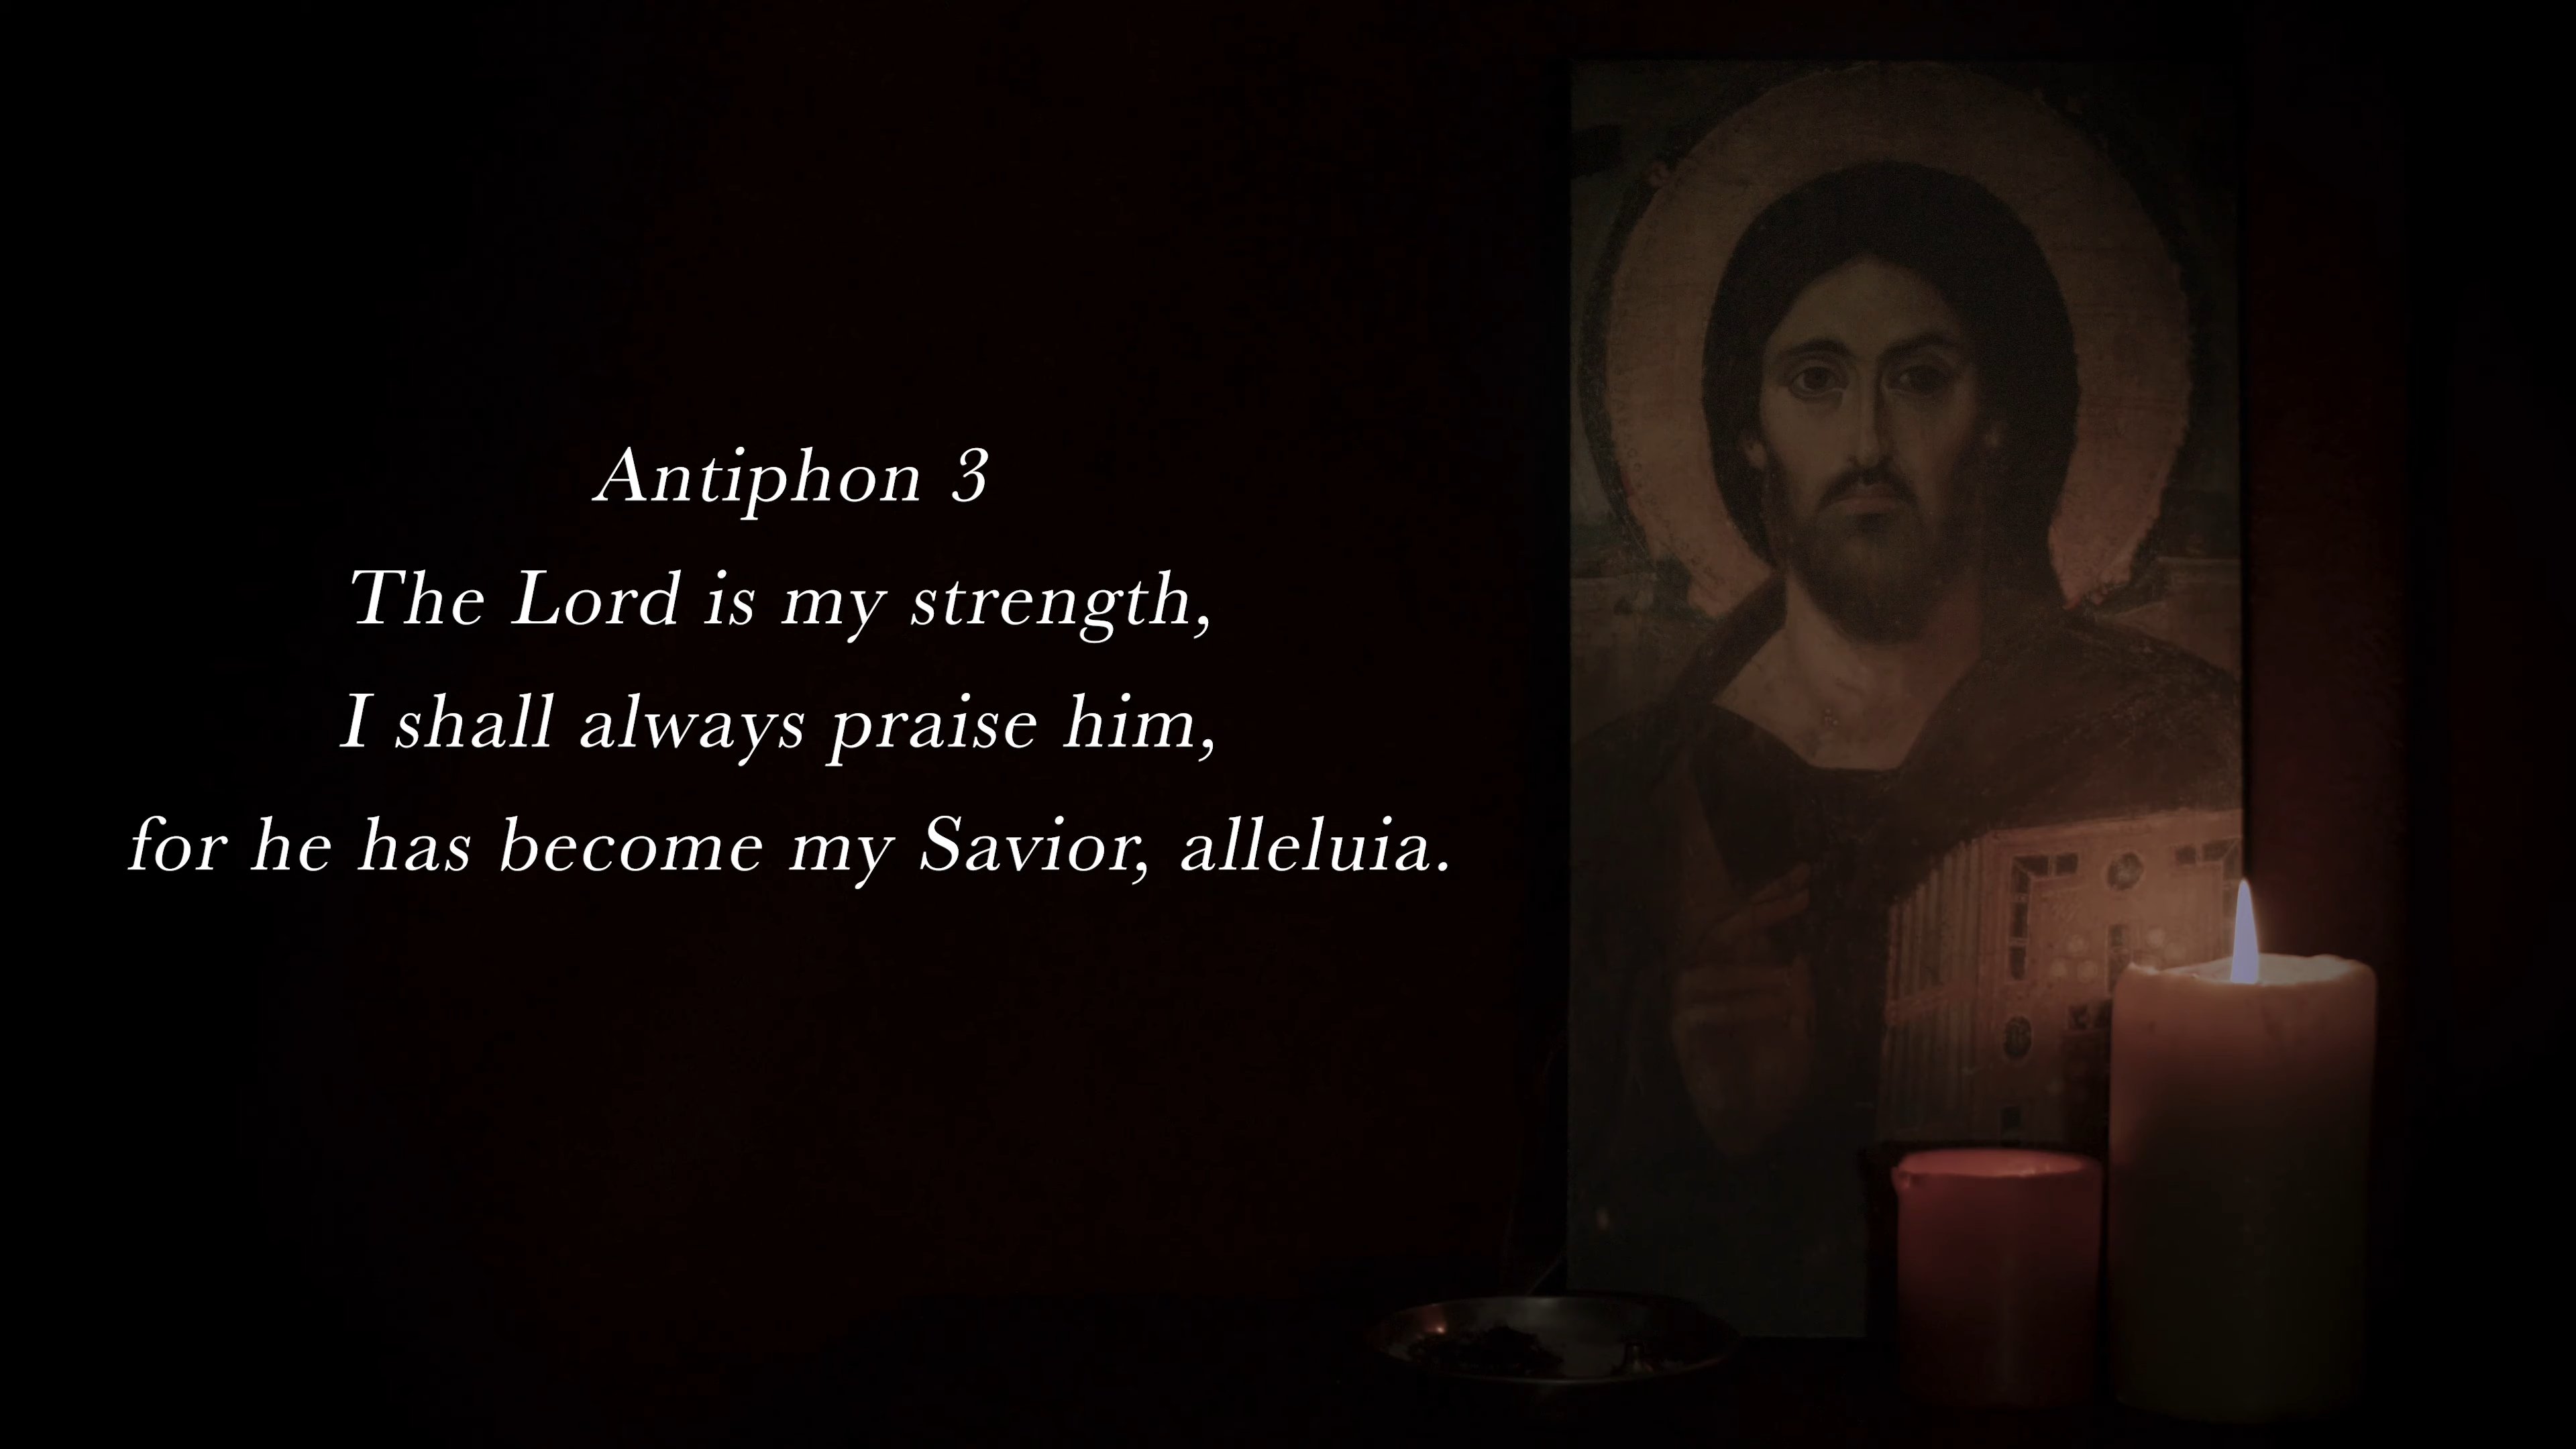 Antiphon 3
The Lord is my strength,
I shall always praise him,
for he has become my Savior, alleluia.